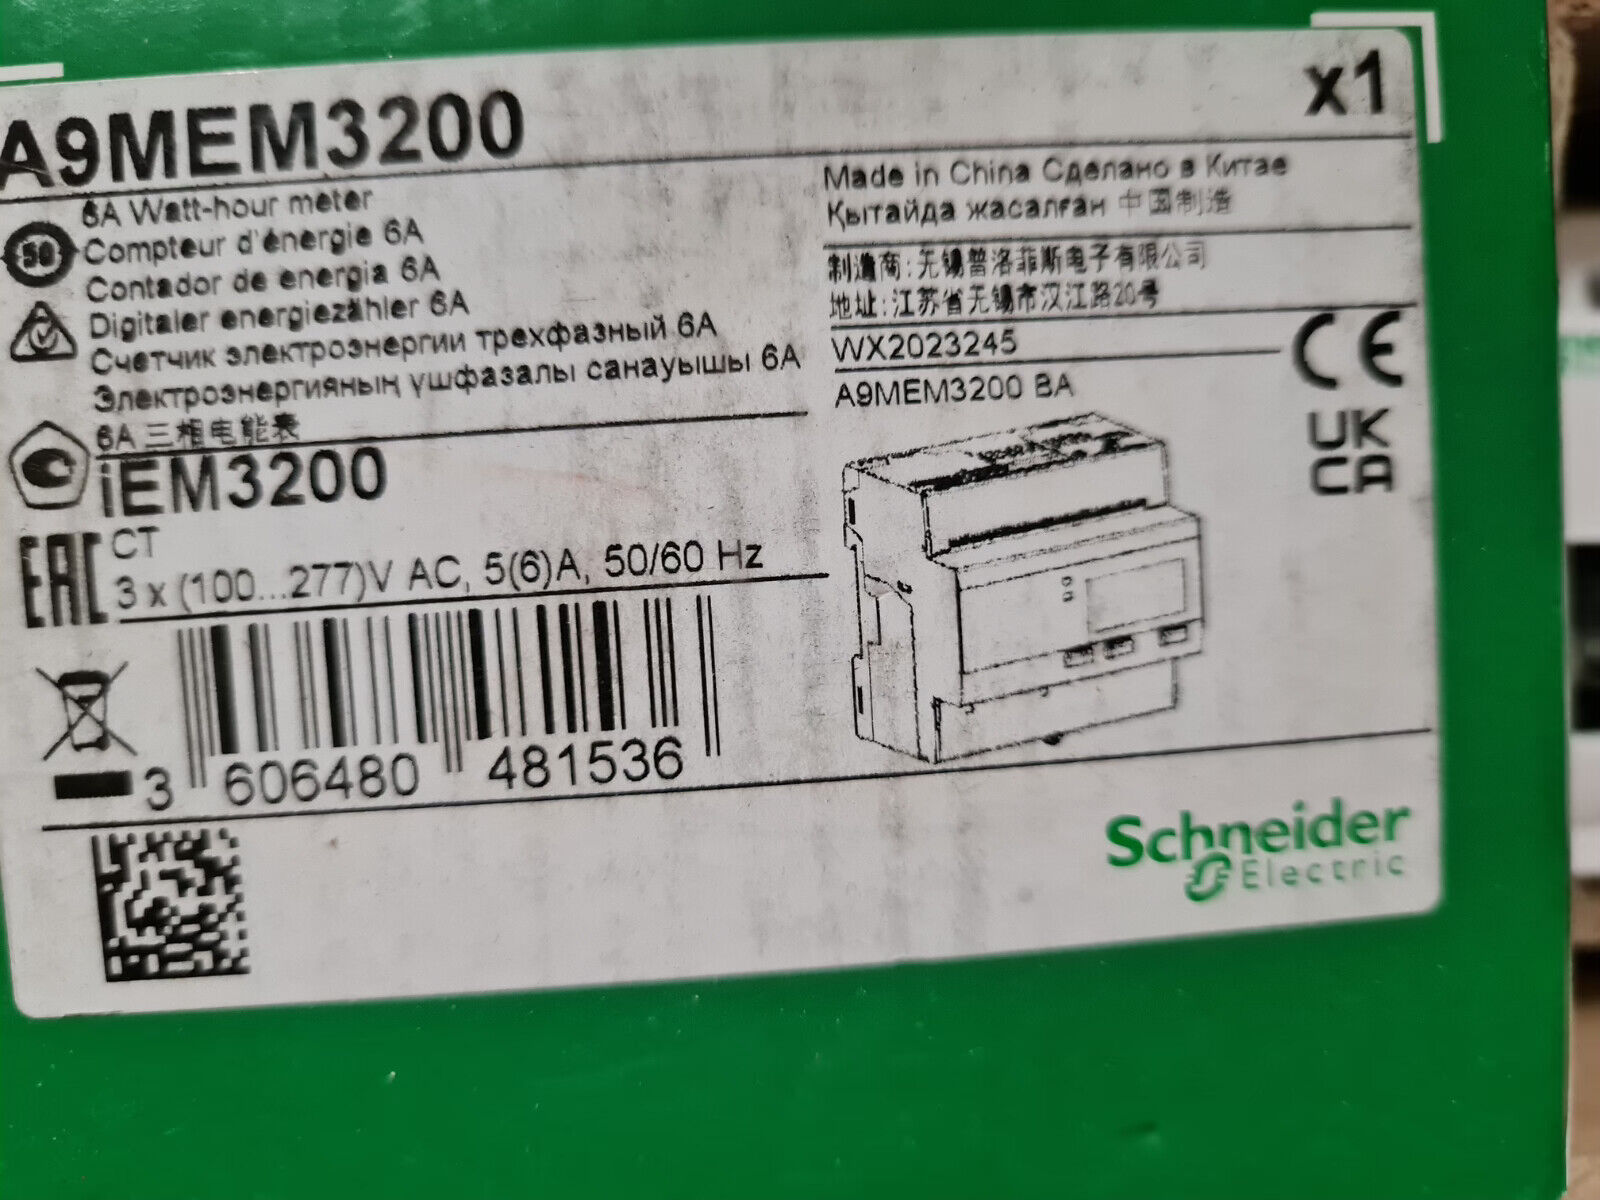 A9MEM3200
x1
6A Watt-hour meter
Compteur d'énergie 6A
Contador de energia 6A
Digitaler energiezähler 6A
Счетчик электроэнергии трехфазный 6A
Электроэнергияның үшфазалы санауышы 6A
6A 三相电能表
50
iEM3200
EAC
CT
3 x (100...277)V AC, 5(6)A, 50/60 Hz
3 606480 481536
Made in China Сделано в Китае
Қытайда жасалған 中国制造
制造商:无锡普洛菲斯电子有限公司
地址:江苏省无锡市汉江路20号
WX2023245
A9MEM3200 BA
CE
UK
CA
Schneider
Electric